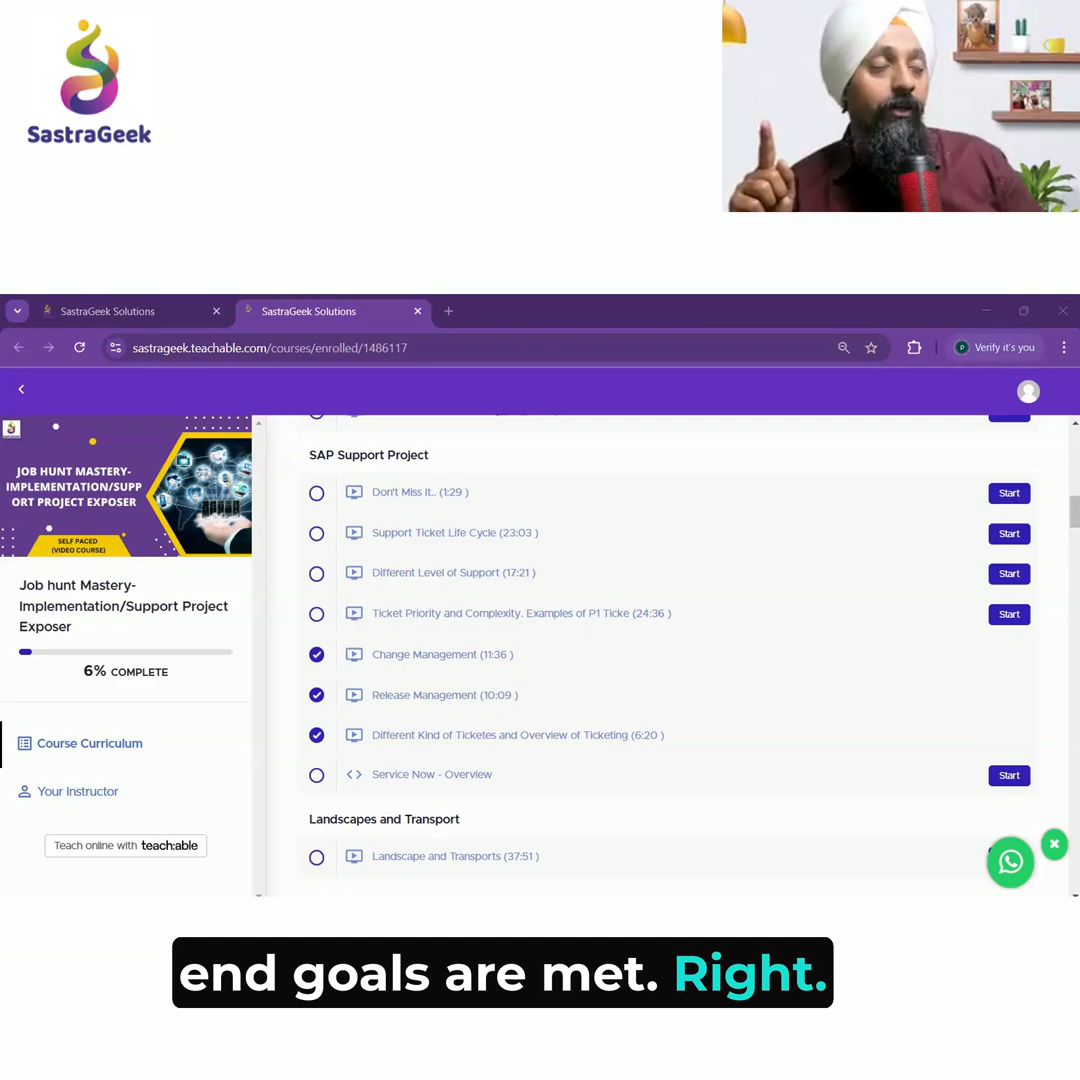 SastraGeek
SastraGeek Solutions
SastraGeek Solutions
sastrageek.teachable.com/courses/enrolled/1486117
P
Verify it's you
JOB HUNT MASTERY-
IMPLEMENTATION/SUPP
ORT PROJECT EXPOSER
SELF PACED
(VIDEO COURSE)
Job hunt Mastery-
Implementation/Support Project
Exposer
6% COMPLETE
Course Curriculum
Your Instructor
Teach online with teach:able
SAP Support Project
Don't Miss It.. (1:29 )
Start
Support Ticket Life Cycle (23:03 )
Start
Different Level of Support (17:21 )
Start
Ticket Priority and Complexity. Examples of P1 Ticke (24:36 )
Start
Change Management (11:36 )
Release Management (10:09 )
Different Kind of Ticketes and Overview of Ticketing (6:20 )
Service Now - Overview
Start
Landscapes and Transport
Landscape and Transports (37:51 )
end goals are met. Right.